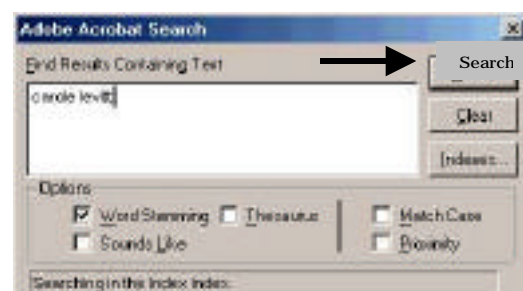 Adobe Acrobat Search
Find Results Containing Text
Search
carole levitt
Clear
Indexes...
Options
Word Stemming Thesaurus Match Case
Sounds Like Proximity
Searching in the Index index.